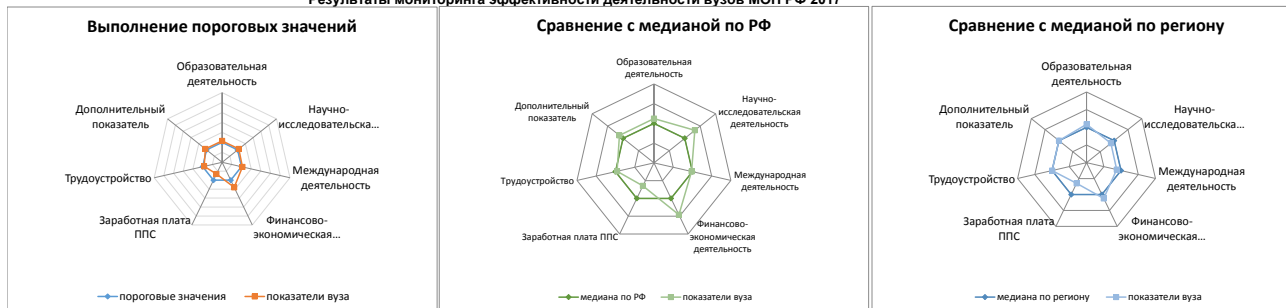 Результаты мониторинга эффективности деятельности вузов МОН РФ 2017
Выполнение пороговых значений
Образовательная
деятельность
Научно-
исследовательска...
Международная
деятельность
Финансово-
экономическая...
Заработная плата
ППС
Трудоустройство
Дополнительный
показатель
пороговые значения
показатели вуза
Сравнение с медианой по РФ
Образовательная
деятельность
Научно-
исследовательская
деятельность
Международная
деятельность
Финансово-
экономическая
деятельность
Заработная плата ППС
Трудоустройство
Дополнительный
показатель
медиана по РФ
показатели вуза
Сравнение с медианой по региону
Образовательная
деятельность
Научно-
исследовательска...
Международная
деятельность
Финансово-
экономическая...
Заработная плата
ППС
Трудоустройство
Дополнительный
показатель
медиана по региону
показатели вуза